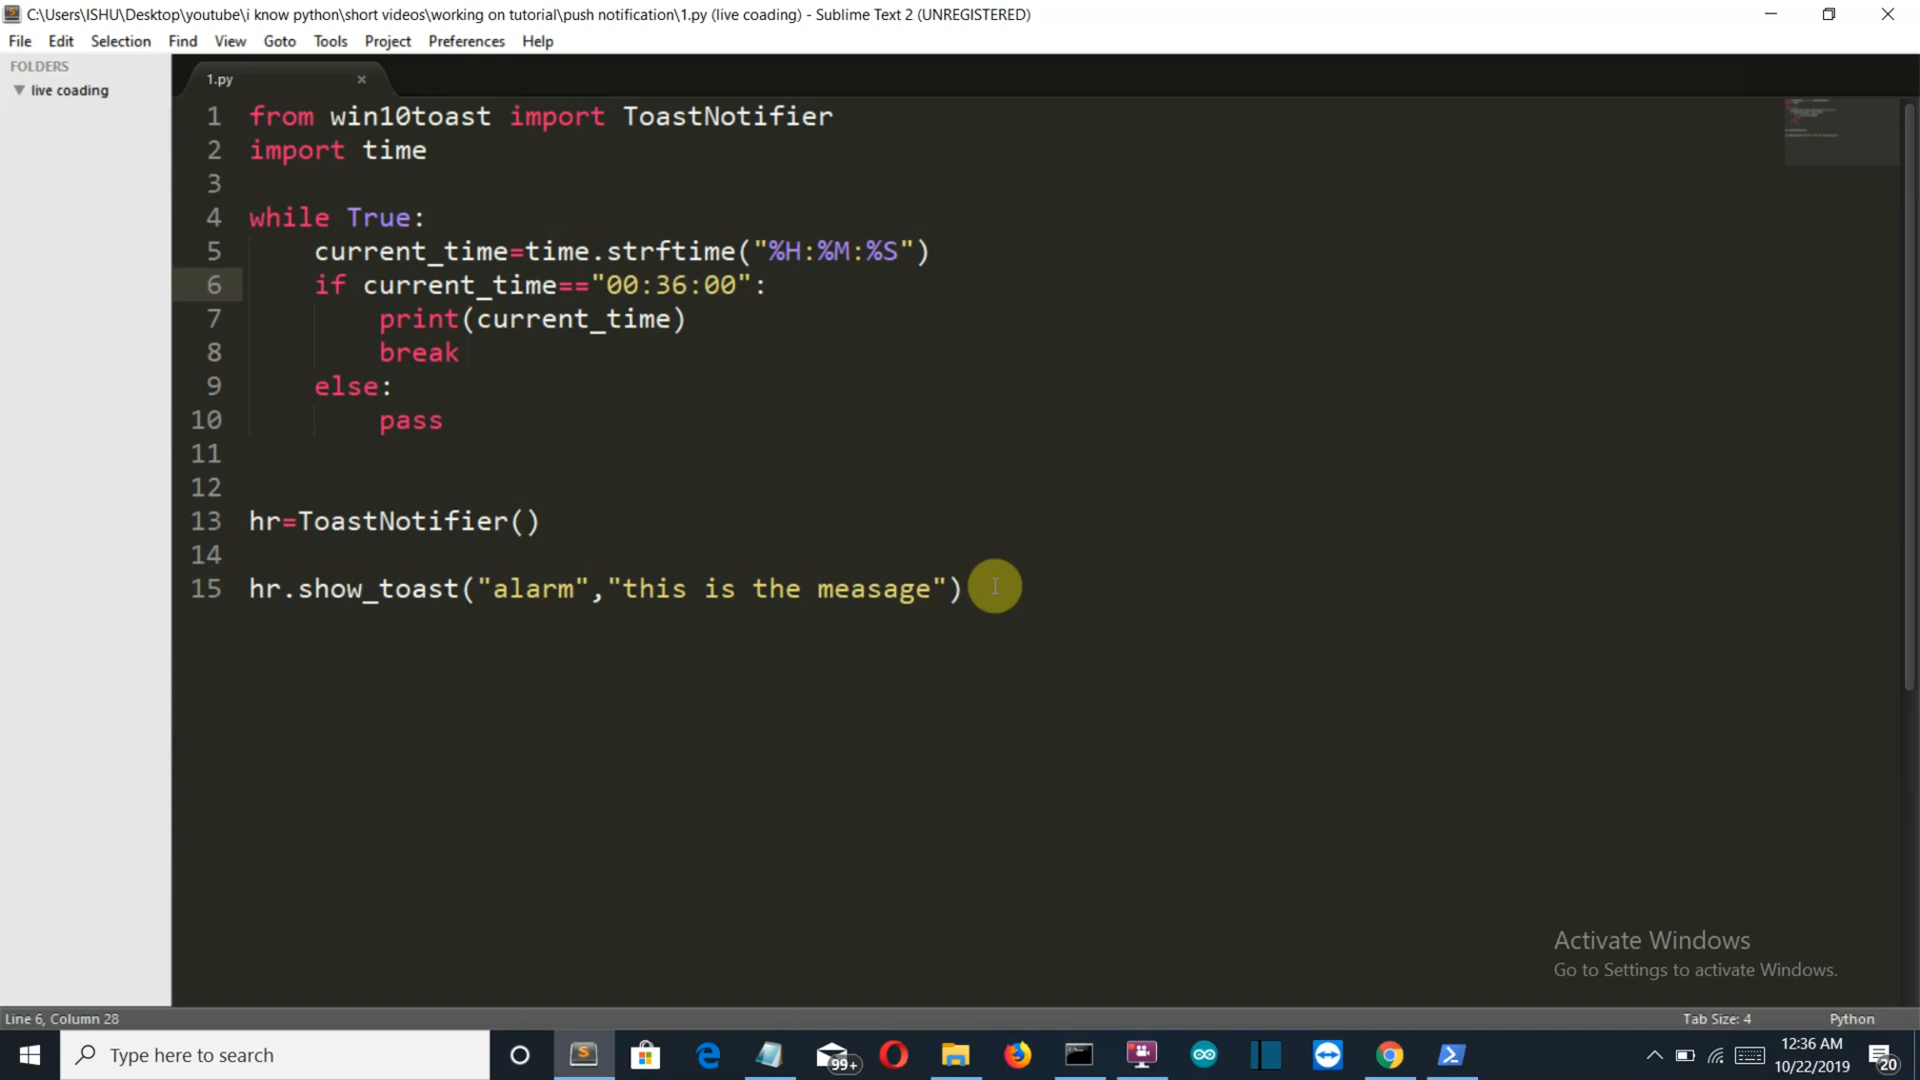 C:\Users\ISHU\Desktop\youtube\i know python\short videos\working on tutorial\push notification\1.py (live coading) - Sublime Text 2 (UNREGISTERED)
File Edit Selection Find View Goto Tools Project Preferences Help
FOLDERS
live coading
1.py
1 from win10toast import ToastNotifier
2 import time
3
4 while True:
5 current_time=time.strftime("%H:%M:%S")
6 if current_time=="00:36:00":
7 print(current_time)
8 break
9 else:
10 pass
11
12
13 hr=ToastNotifier()
14
15 hr.show_toast("alarm","this is the measage")
Activate Windows
Go to Settings to activate Windows.
Line 6, Column 28
Tab Size: 4 Python
Type here to search
99+
12:36 AM
10/22/2019
20